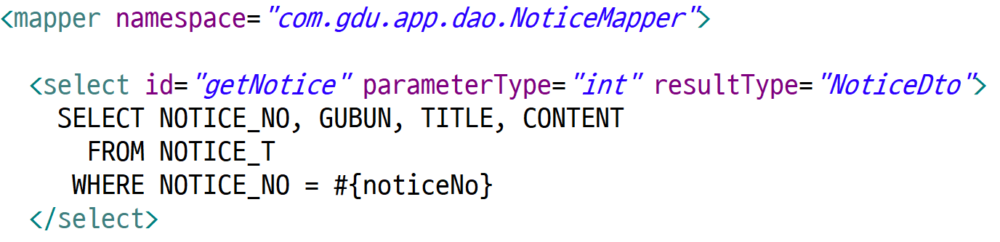 <mapper namespace="com.gdu.app.dao.NoticeMapper">
<select id="getNotice" parameterType="int" resultType="NoticeDto">
SELECT NOTICE_NO, GUBUN, TITLE, CONTENT
FROM NOTICE_T
WHERE NOTICE_NO = #{noticeNo}
</select>